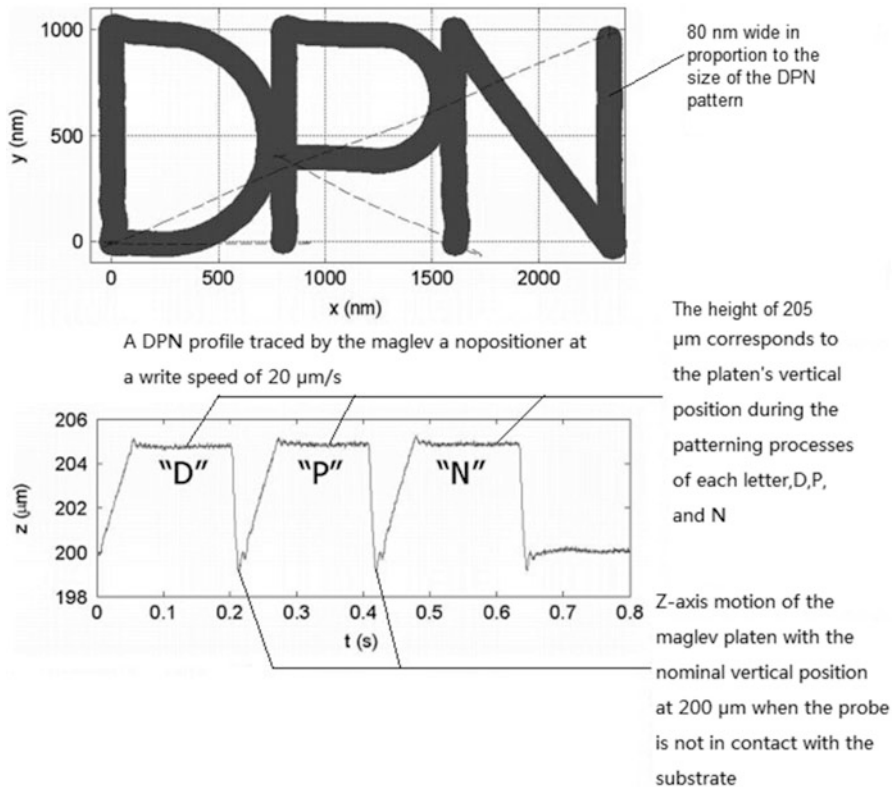 DPN
80 nm wide in
proportion to the
size of the DPN
pattern
y (nm)
1000
500
0
0 500 1000 1500 2000
x (nm)
A DPN profile traced by the maglev a nopositioner at
a write speed of 20 μm/s
The height of 205
μm corresponds to
the platen's vertical
position during the
patterning processes
of each letter,D,P,
and N
z (μm)
206
204
202
200
198
“D” “P” “N”
0 0.1 0.2 0.3 0.4 0.5 0.6 0.7 0.8
t (s)
Z-axis motion of the
maglev platen with the
nominal vertical position
at 200 μm when the probe
is not in contact with the
substrate